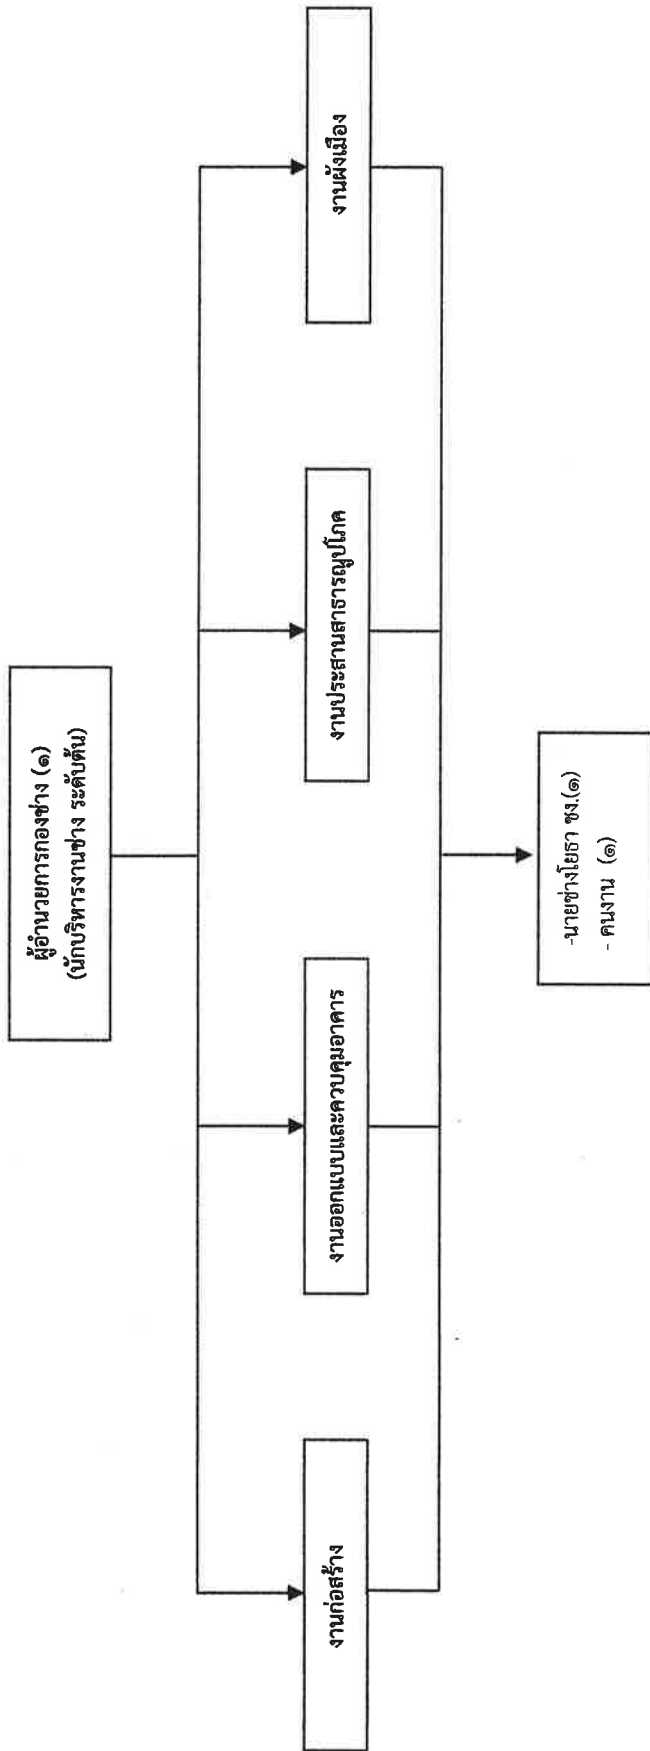 ผู้อำนวยการกองช่าง (๑)
(นักบริหารงานช่าง ระดับต้น)
งานก่อสร้าง
งานออกแบบและควบคุมอาคาร
งานประสานสาธารณูปโภค
งานผังเมือง
-นายช่างโยธา ชง.(๑)
- คนงาน (๑)